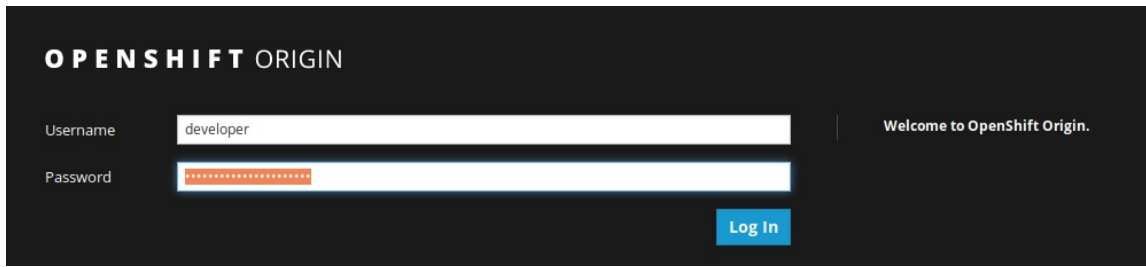 OPENSHIFT ORIGIN
Username
developer
Welcome to OpenShift Origin.
Password
Log In